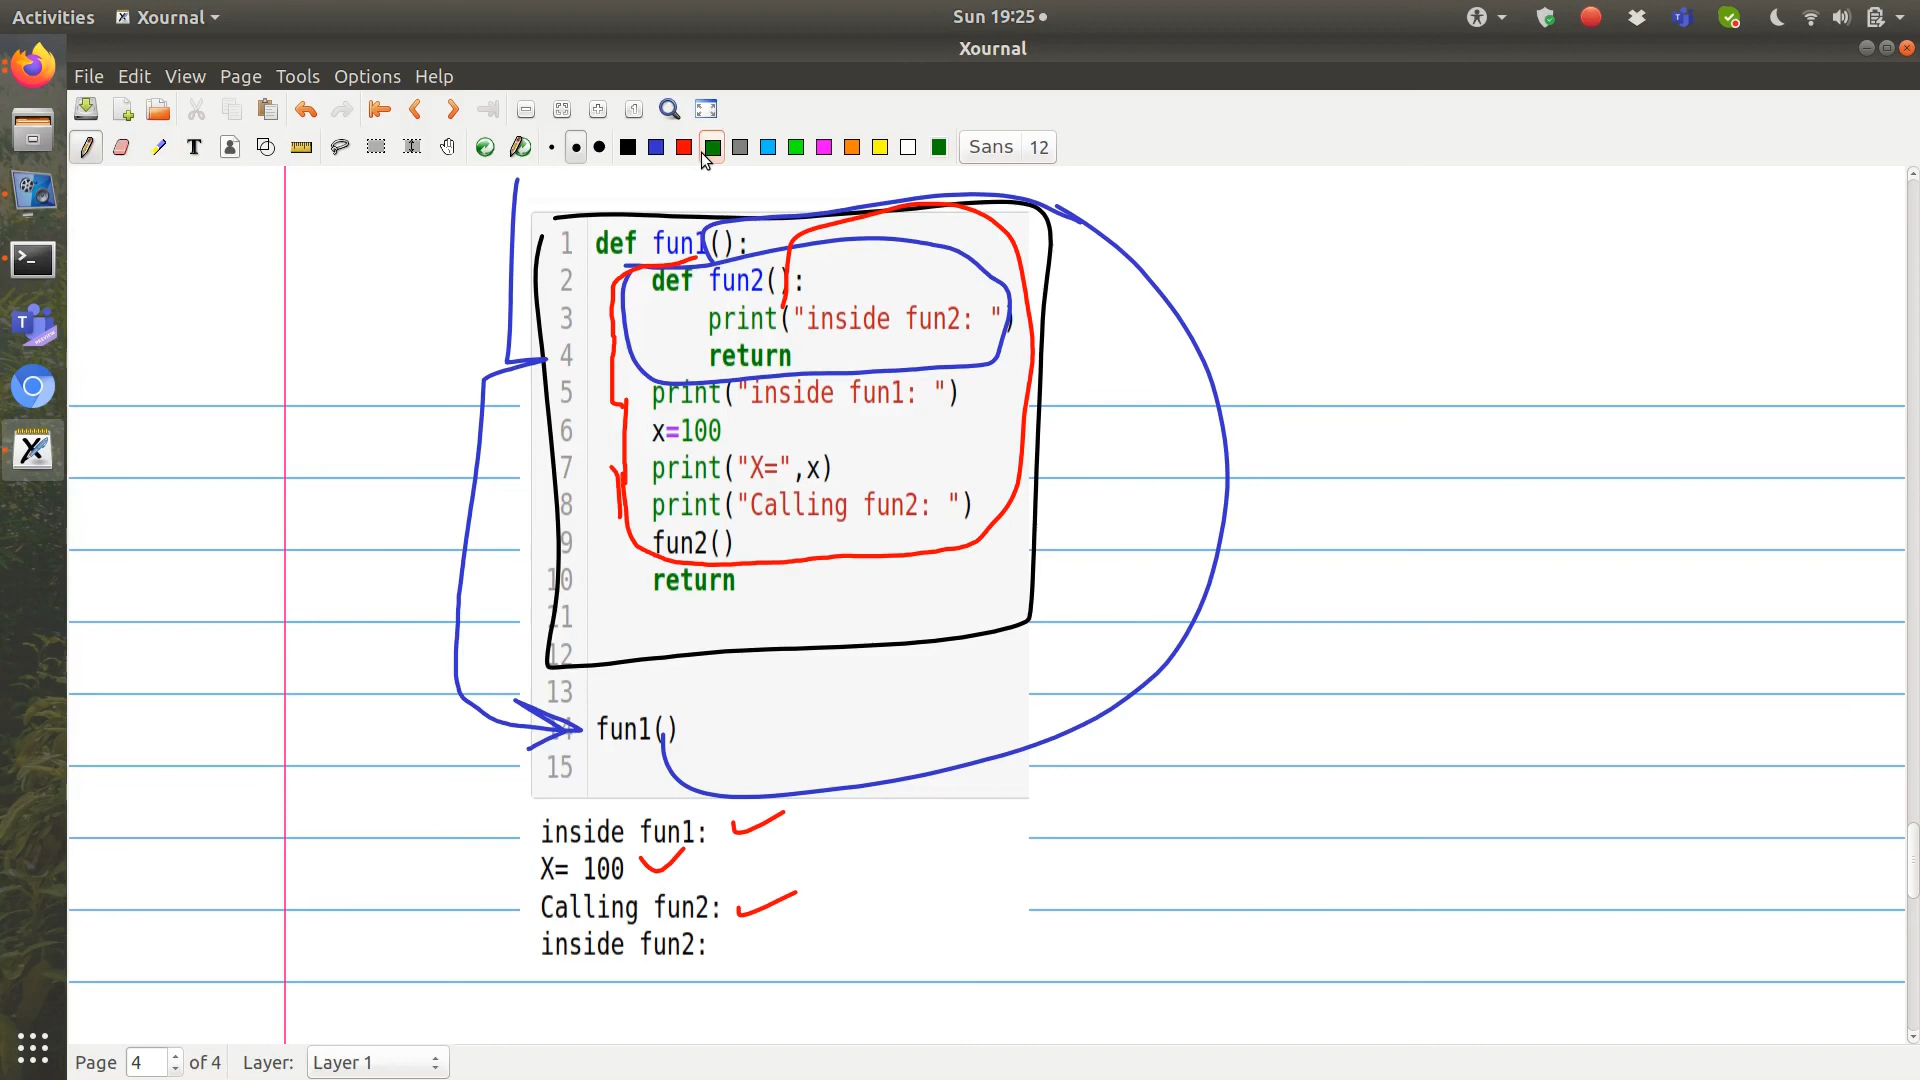 Activities Xournal Sun 19:25
Xournal
File Edit View Page Tools Options Help
Sans 12
1 def fun1():
2 def fun2():
3 print("inside fun2: ")
4 return
5 print("inside fun1: ")
6 x=100
7 print("X=",x)
8 print("Calling fun2: ")
9 fun2()
10 return
11
12
13
14 fun1()
15
inside fun1:
X= 100
Calling fun2:
inside fun2:
Page 4 of 4 Layer: Layer 1